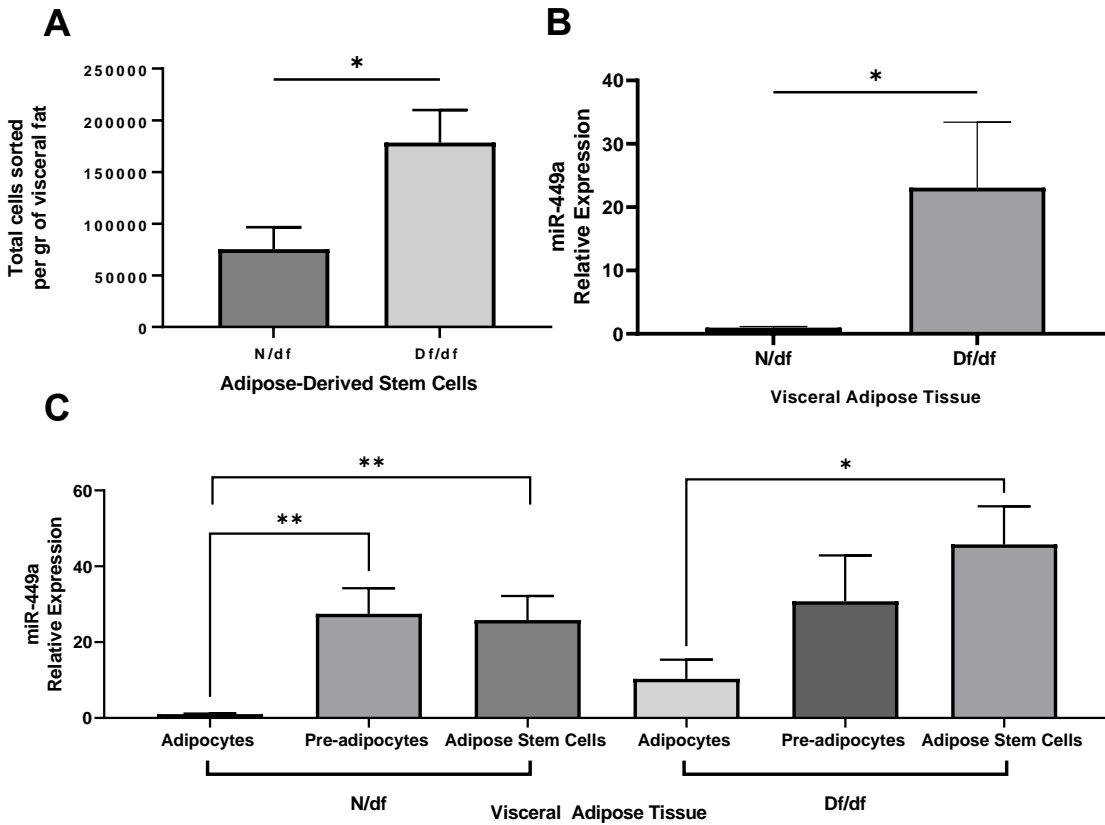 A
Total cells sorted
per gr of visceral fat
250000
200000
150000
100000
50000
0
*
N/df
Df/df
Adipose-Derived Stem Cells
B
miR-449a
Relative Expression
40
30
20
10
0
*
N/df
Df/df
Visceral Adipose Tissue
C
miR-449a
Relative Expression
60
40
20
0
**
**
*
Adipocytes
Pre-adipocytes
Adipose Stem Cells
Adipocytes
Pre-adipocytes
Adipose Stem Cells
N/df
Visceral Adipose Tissue
Df/df